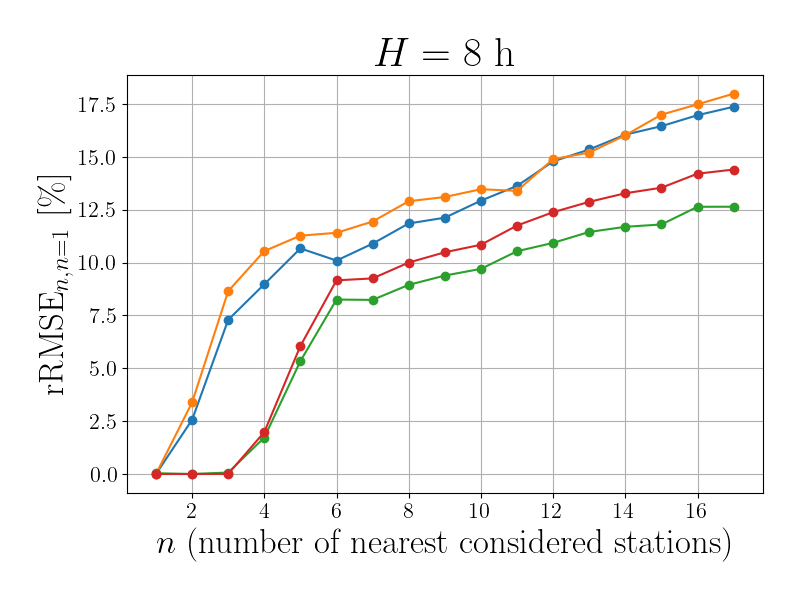 H = 8 h
rRMSE_{n,n=1} [%]
17.5
15.0
12.5
10.0
7.5
5.0
2.5
0.0
2 4 6 8 10 12 14 16
n (number of nearest considered stations)